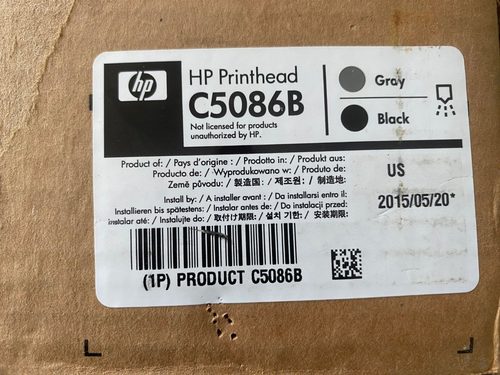 hp
HP Printhead
C5086B
Not licensed for products
unauthorized by HP.
Gray
Black
Product of: / Pays d'origine : / Prodotto in: / Produkt aus:
Producto de: / Wyprodukowano w: / Produto de:
Země původu: / 製造国: / 제조원: / 制造地:
US
Install by: / A installer avant : / Da installarsi entro il:
Installieren bis spätestens: / Instalar antes de: / Do instalacji przed:
instalar até: / Instalujte do: / 取付け期限: / 설치 기한: / 安装期限:
2015/05/20*
(1P) PRODUCT C5086B